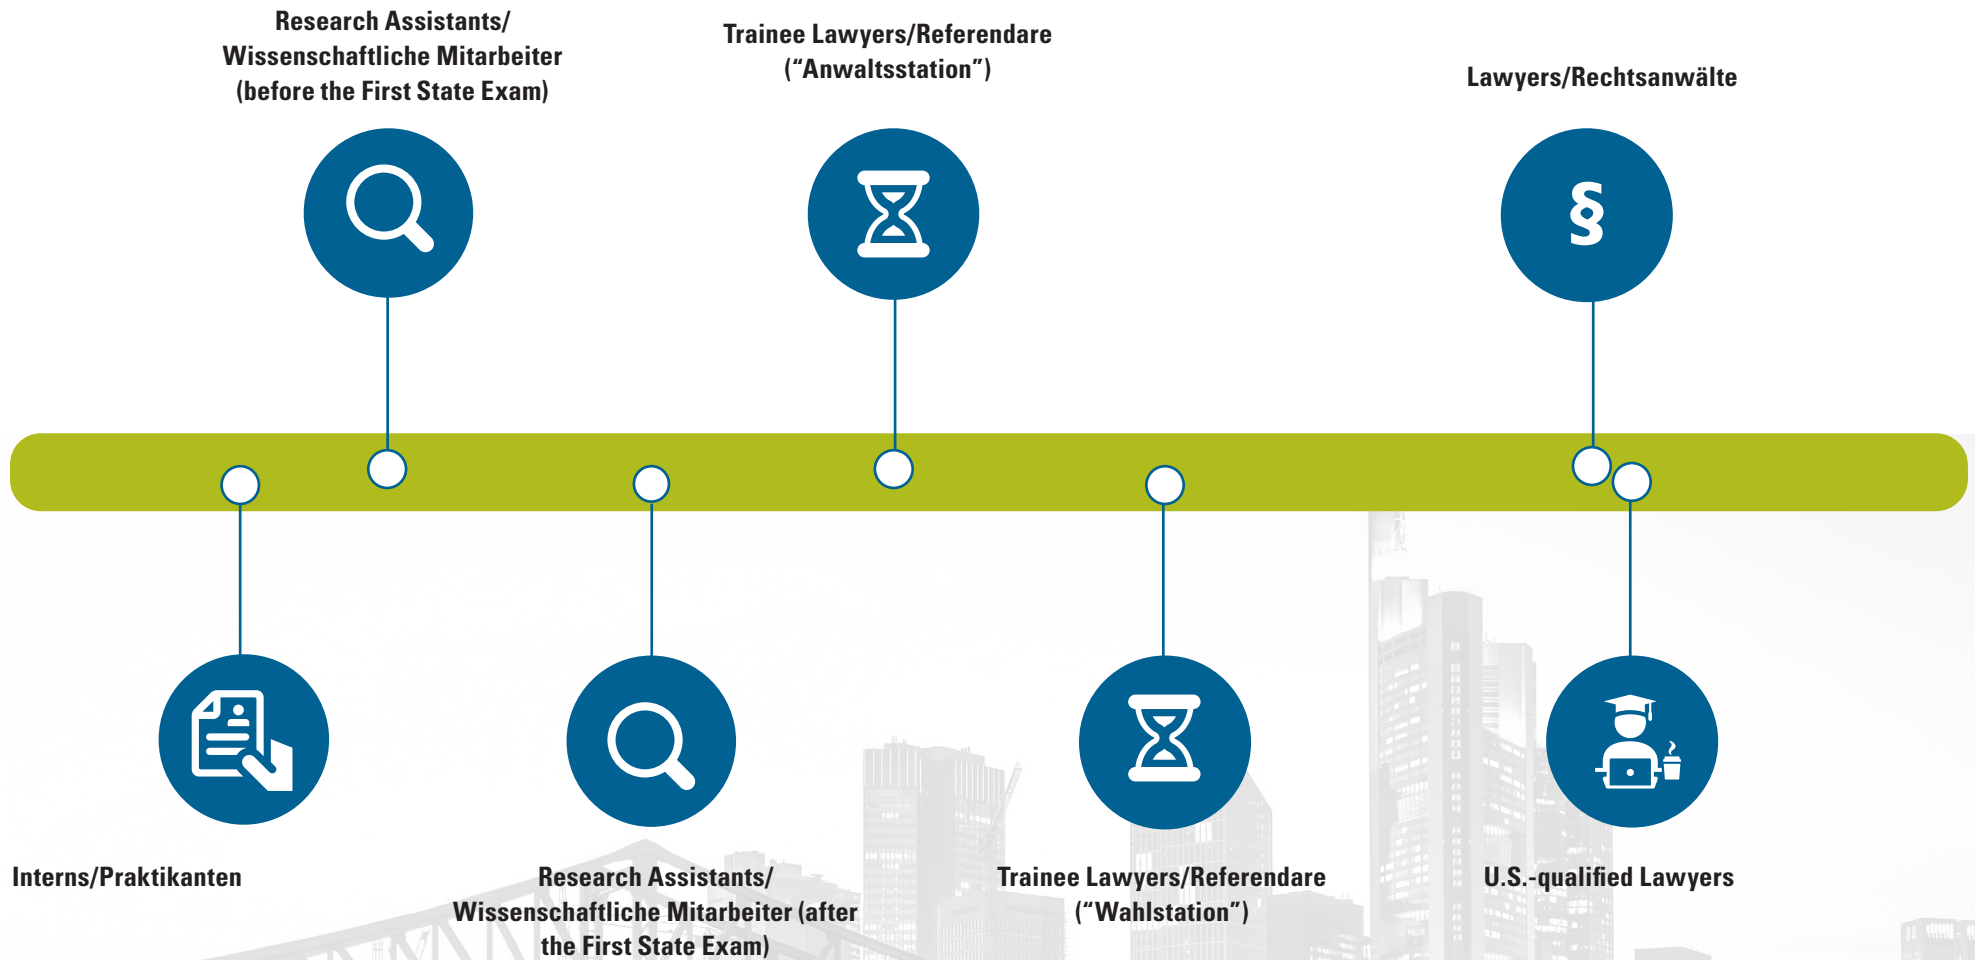 Research Assistants/
Wissenschaftliche Mitarbeiter
(before the First State Exam)
Trainee Lawyers/Referendare
(“Anwaltsstation”)
Lawyers/Rechtsanwälte
§
Interns/Praktikanten
Research Assistants/
Wissenschaftliche Mitarbeiter (after
the First State Exam)
Trainee Lawyers/Referendare
(“Wahlstation”)
U.S.-qualified Lawyers